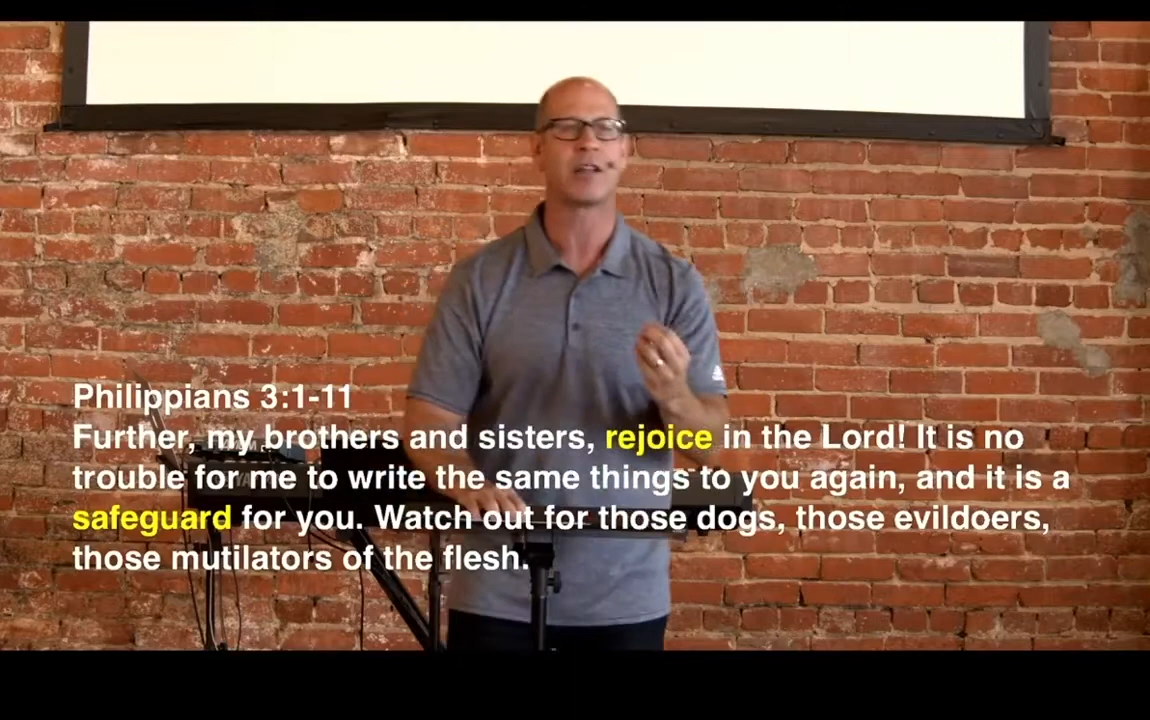 Philippians 3:1-11
Further, my brothers and sisters, rejoice in the Lord! It is no
trouble for me to write the same things to you again, and it is a
safeguard for you. Watch out for those dogs, those evildoers,
those mutilators of the flesh.